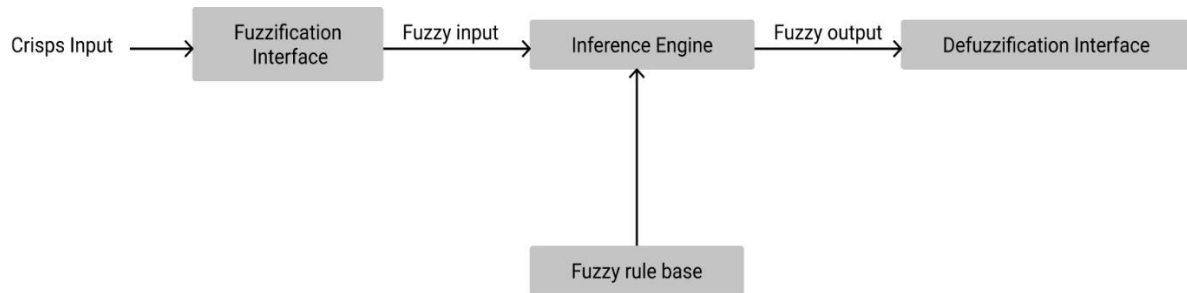 Crisps Input
Fuzzification
Interface
Fuzzy input
Inference Engine
Fuzzy output
Defuzzification Interface
Fuzzy rule base